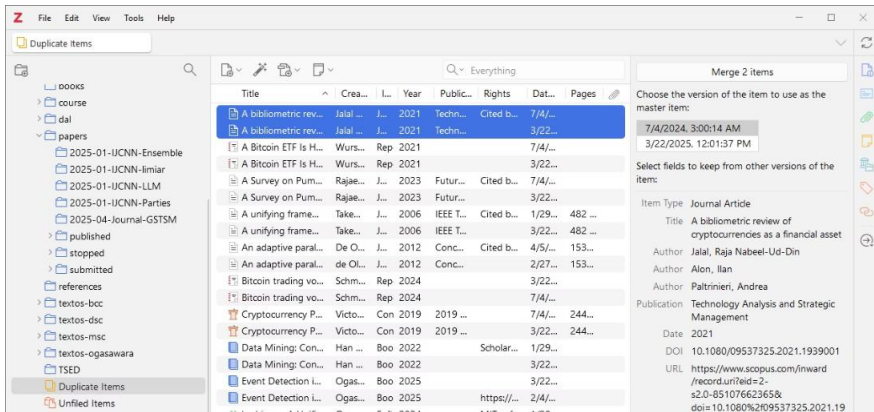 Z File Edit View Tools Help
Duplicate Items
books
course
dal
papers
2025-01-IJCNN-Ensemble
2025-01-IJCNN-limiar
2025-01-IJCNN-LLM
2025-01-IJCNN-Parties
2025-04-Journal-GSTSM
published
stopped
submitted
references
textos-bcc
textos-dsc
textos-msc
textos-ogasawara
TSED
Duplicate Items
Unfiled Items
Everything
Title Crea... I... Year Public... Rights Dat... Pages
A bibliometric rev... Jalal ... J... 2021 Techn... Cited b... 7/4/...
A bibliometric rev... Jalal ... J... 2021 Techn... 3/22...
A Bitcoin ETF Is H... Wurs... Rep 2021 7/4/...
A Bitcoin ETF Is H... Wurs... Rep 2021 3/22...
A Survey on Pum... Rajae... J... 2023 Futur... Cited b... 7/4/...
A Survey on Pum... Rajae... J... 2023 Futur... 3/22...
A unifying frame... Take... J... 2006 IEEE T... Cited b... 1/29... 482 ...
A unifying frame... Take... J... 2006 IEEE T... 3/22... 482 ...
An adaptive paral... De O... J... 2012 Conc... Cited b... 4/5/... 153...
An adaptive paral... de Ol... J... 2012 Conc... 2/27... 153...
Bitcoin trading vo... Schm... Rep 2024 3/22...
Bitcoin trading vo... Schm... Rep 2024 7/4/...
Cryptocurrency P... Victo... Con 2019 2019 ... 7/4/... 244...
Cryptocurrency P... Victo... Con 2019 2019 ... 3/22... 244...
Data Mining: Con... Han ... Boo 2022 Scholar... 1/29...
Data Mining: Con... Han ... Boo 2022 3/22...
Event Detection i... Ogas... Boo 2025 3/22...
Event Detection i... Ogas... Boo 2025 https://... 2/4/...
Merge 2 items
Choose the version of the item to use as the
master item:
7/4/2024, 3:00:14 AM
3/22/2025, 12:01:37 PM
Select fields to keep from other versions of the
item:
Item Type Journal Article
Title A bibliometric review of
cryptocurrencies as a financial asset
Author Jalal, Raja Nabeel-Ud-Din
Author Alon, Ilan
Author Paltrinieri, Andrea
Publication Technology Analysis and Strategic
Management
Date 2021
DOI 10.1080/09537325.2021.1939001
URL https://www.scopus.com/inward
/record.uri?eid=2-
s2.0-85107662365&
doi=10.1080%2f09537325.2021.19